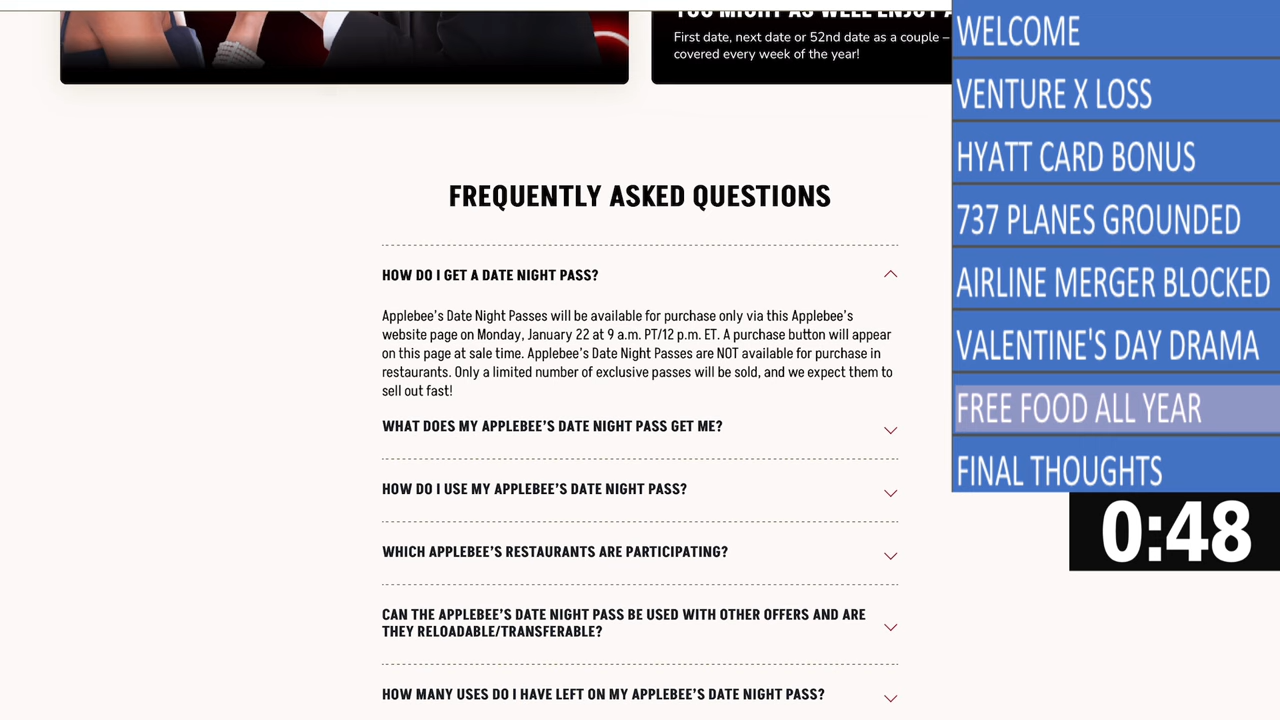 First date, next date or 52nd date as a couple –
covered every week of the year!
FREQUENTLY ASKED QUESTIONS
HOW DO I GET A DATE NIGHT PASS?
Applebee's Date Night Passes will be available for purchase only via this Applebee's
website page on Monday, January 22 at 9 a.m. PT/12 p.m. ET. A purchase button will appear
on this page at sale time. Applebee's Date Night Passes are NOT available for purchase in
restaurants. Only a limited number of exclusive passes will be sold, and we expect them to
sell out fast!
WHAT DOES MY APPLEBEE'S DATE NIGHT PASS GET ME?
HOW DO I USE MY APPLEBEE'S DATE NIGHT PASS?
WHICH APPLEBEE'S RESTAURANTS ARE PARTICIPATING?
CAN THE APPLEBEE'S DATE NIGHT PASS BE USED WITH OTHER OFFERS AND ARE
THEY RELOADABLE/TRANSFERABLE?
HOW MANY USES DO I HAVE LEFT ON MY APPLEBEE'S DATE NIGHT PASS?
WELCOME
VENTURE X LOSS
HYATT CARD BONUS
737 PLANES GROUNDED
AIRLINE MERGER BLOCKED
VALENTINE'S DAY DRAMA
FREE FOOD ALL YEAR
FINAL THOUGHTS
0:48